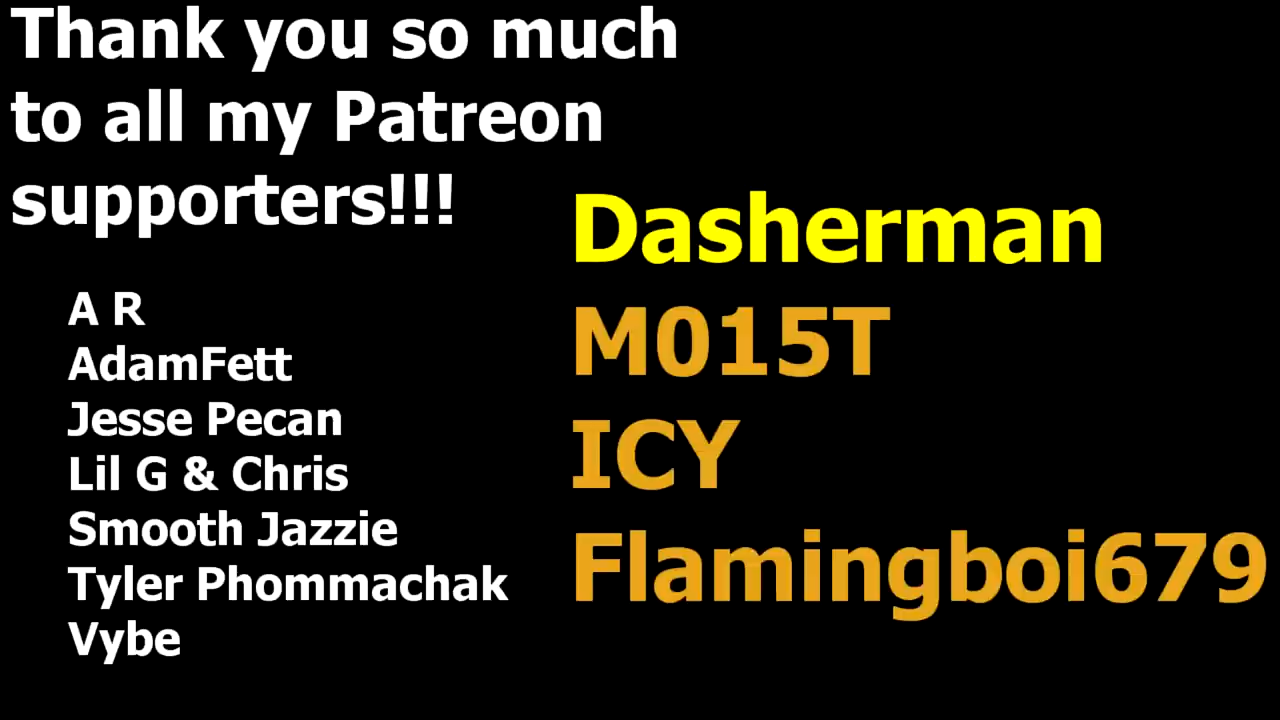 Thank you so much
to all my Patreon
supporters!!!
A R
AdamFett
Jesse Pecan
Lil G & Chris
Smooth Jazzie
Tyler Phommachak
Vybe
Dasherman
M015T
ICY
Flamingboi679